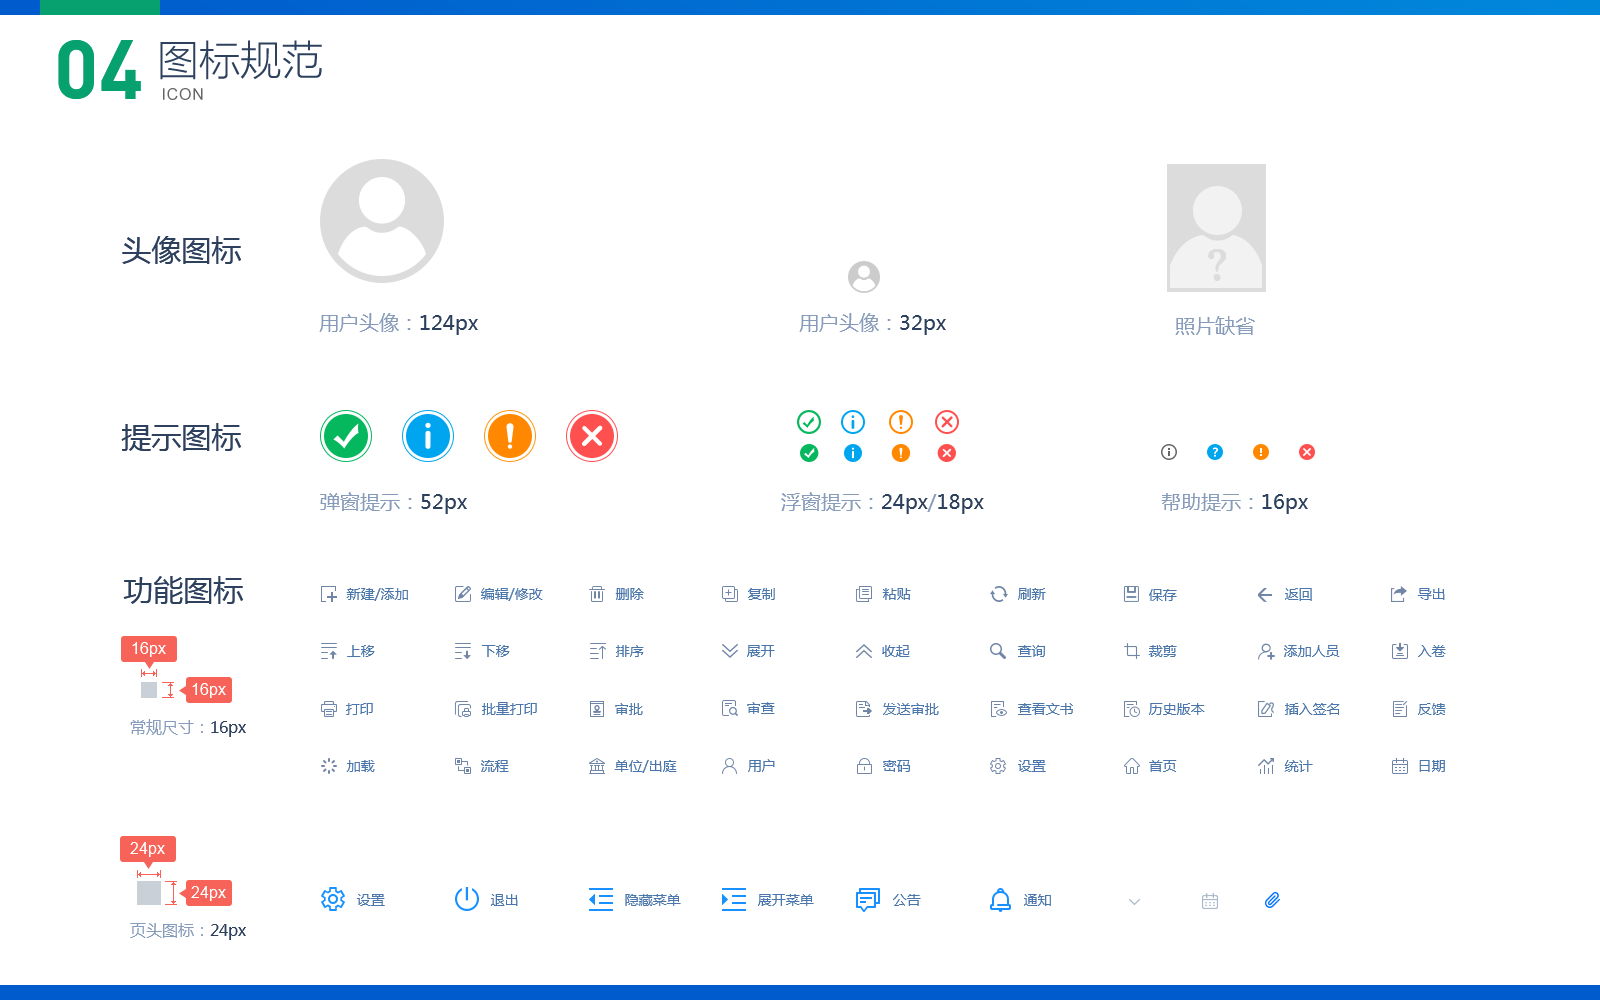 04 图标规范
ICON
头像图标
用户头像：124px
用户头像：32px
照片缺省
?
提示图标
弹窗提示：52px
浮窗提示：24px/18px
帮助提示：16px
功能图标
新建/添加 编辑/修改 删除 复制 粘贴 刷新 保存 返回 导出
16px
上移 下移 排序 展开 收起 查询 裁剪 添加人员 入卷
16px
常规尺寸：16px
打印 批量打印 审批 审查 发送审批 查看文书 历史版本 插入签名 反馈
加载 流程 单位/出庭 用户 密码 设置 首页 统计 日期
24px
24px
页头图标：24px
设置 退出 隐藏菜单 展开菜单 公告 通知